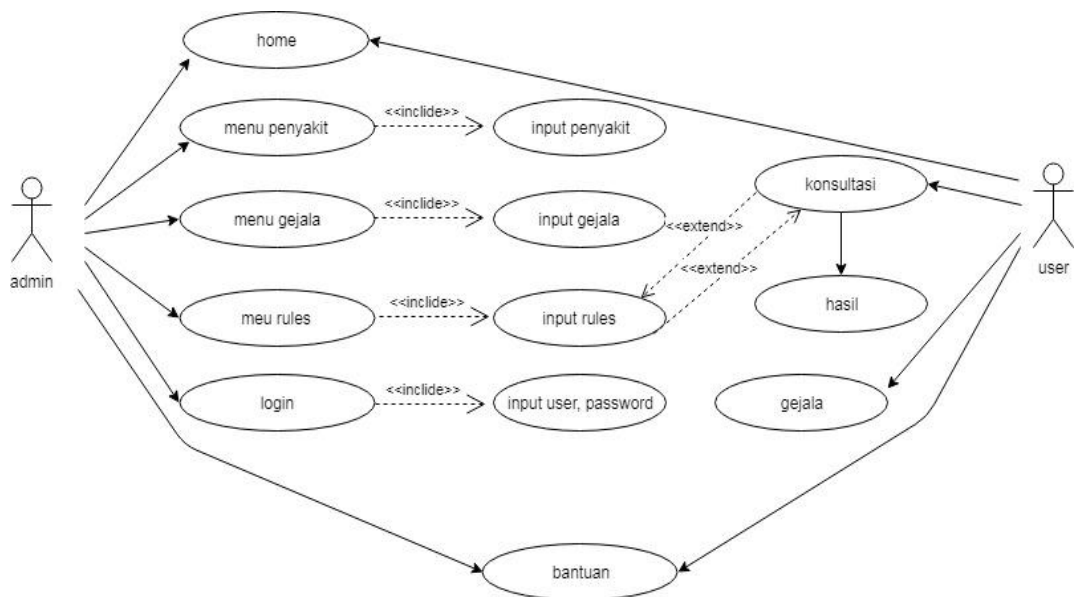 home
<<inclide>>
menu penyakit
input penyakit
konsultasi
<<inclide>>
menu gejala
input gejala
<<extend>>
<<extend>>
admin
user
<<inclide>>
meu rules
input rules
hasil
<<inclide>>
login
input user, password
gejala
bantuan